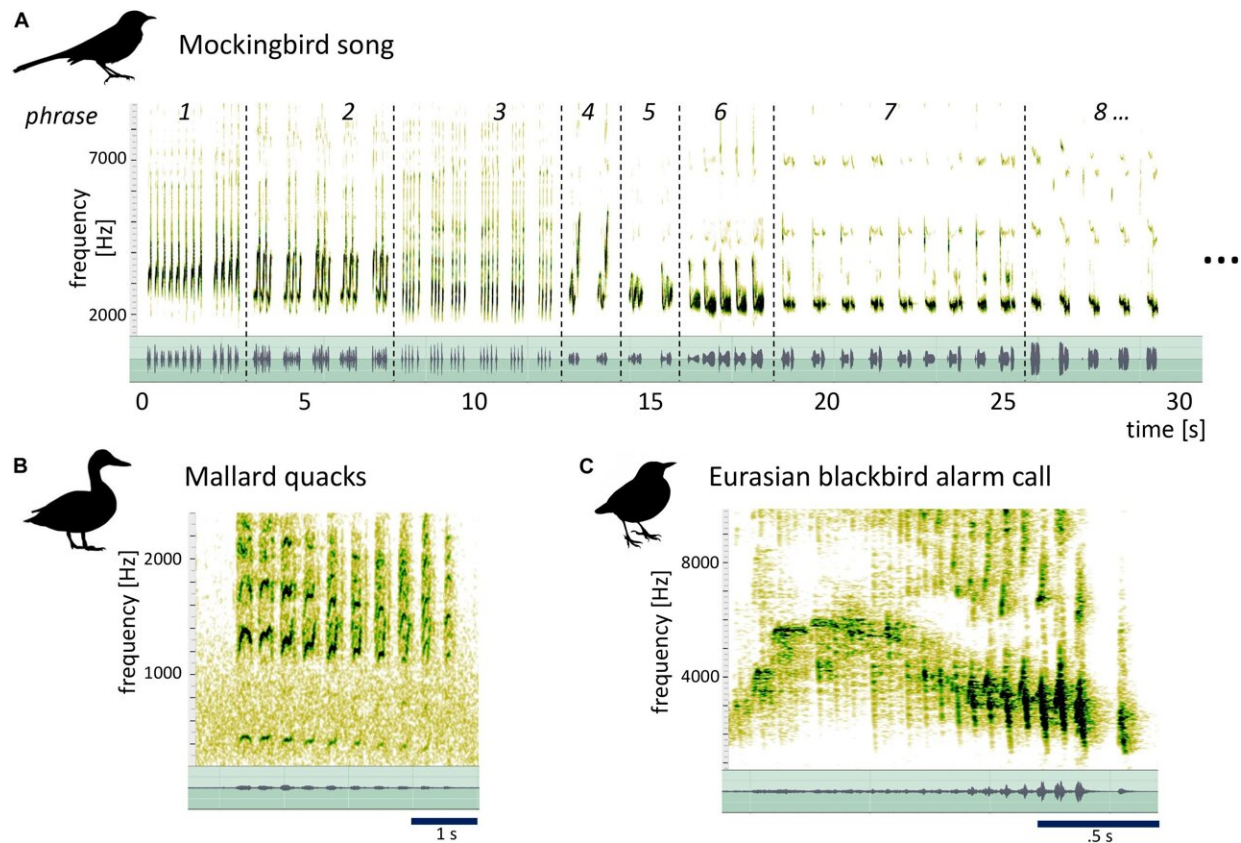 A
Mockingbird song
phrase 1 2 3 4 5 6 7 8 ...
7000
frequency
[Hz]
2000
...
0 5 10 15 20 25 30
time [s]
B
Mallard quacks
2000
frequency [Hz]
1000
1 s
C
Eurasian blackbird alarm call
8000
frequency [Hz]
4000
.5 s